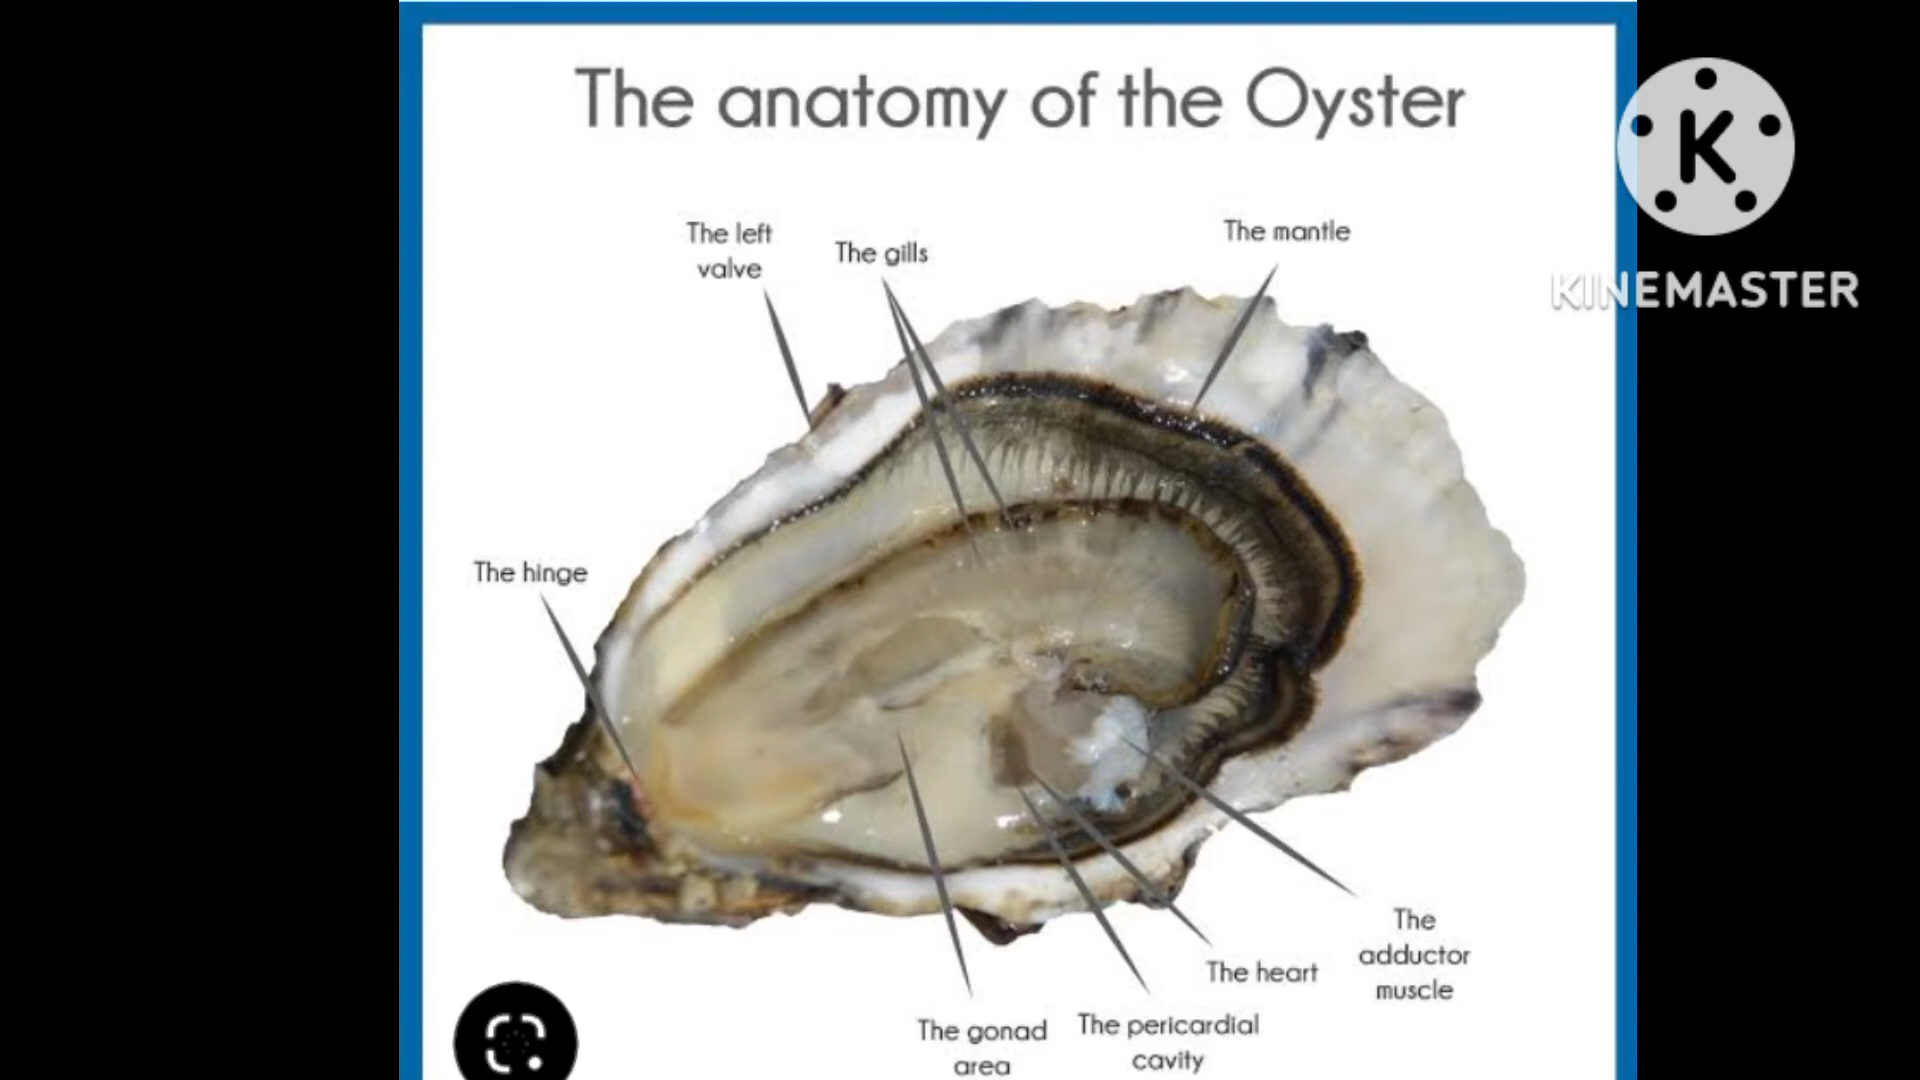 The anatomy of the Oyster
K
KINEMASTER
The left
valve
The gills
The mantle
The hinge
The
adductor
muscle
The heart
The gonad
area
The pericardial
cavity